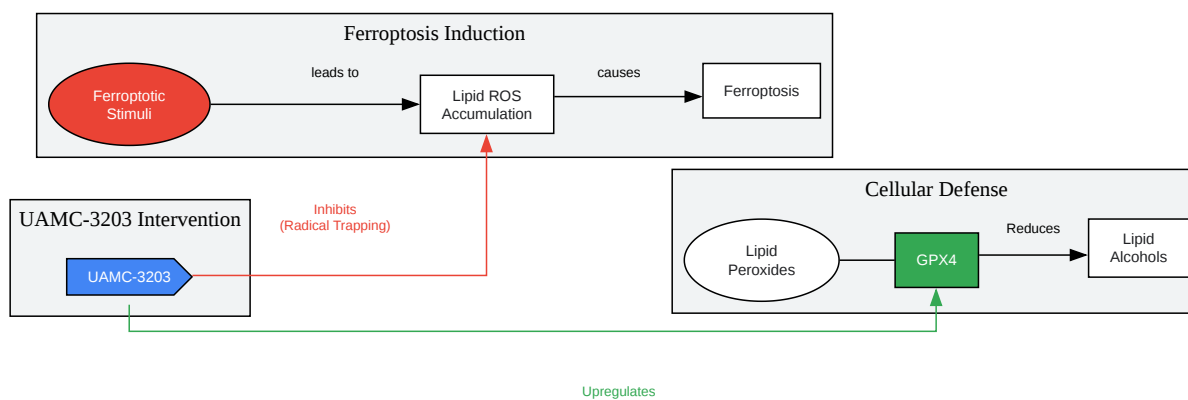 Ferroptosis Induction
leads to
causes
Ferroptotic
Stimuli
Lipid ROS
Accumulation
Ferroptosis
Cellular Defense
UAMC-3203 Intervention
Inhibits
(Radical Trapping)
Reduces
Lipid
Peroxides
GPX4
Lipid
Alcohols
UAMC-3203
Upregulates